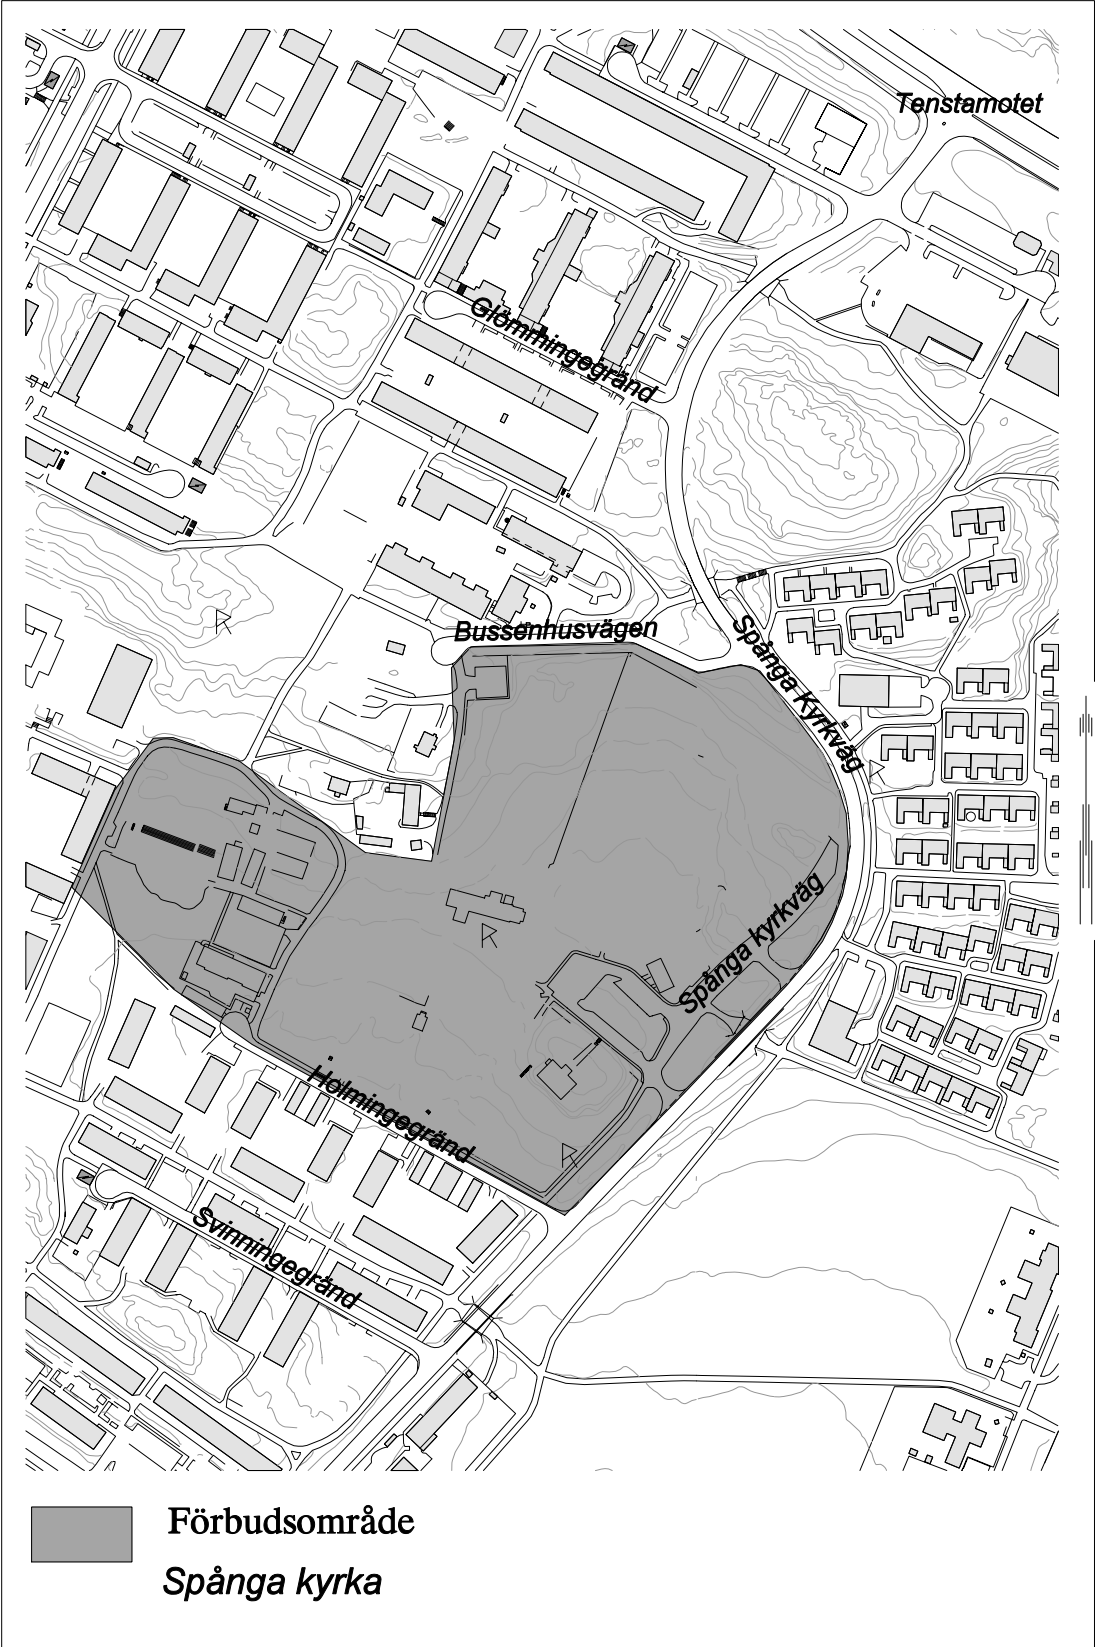 Tenstamotet
Glömmingegränd
Bussenhusvägen
Spånga Kyrkväg
Spånga kyrkväg
Holmingegränd
Svinningegränd
Förbudsområde
Spånga kyrka